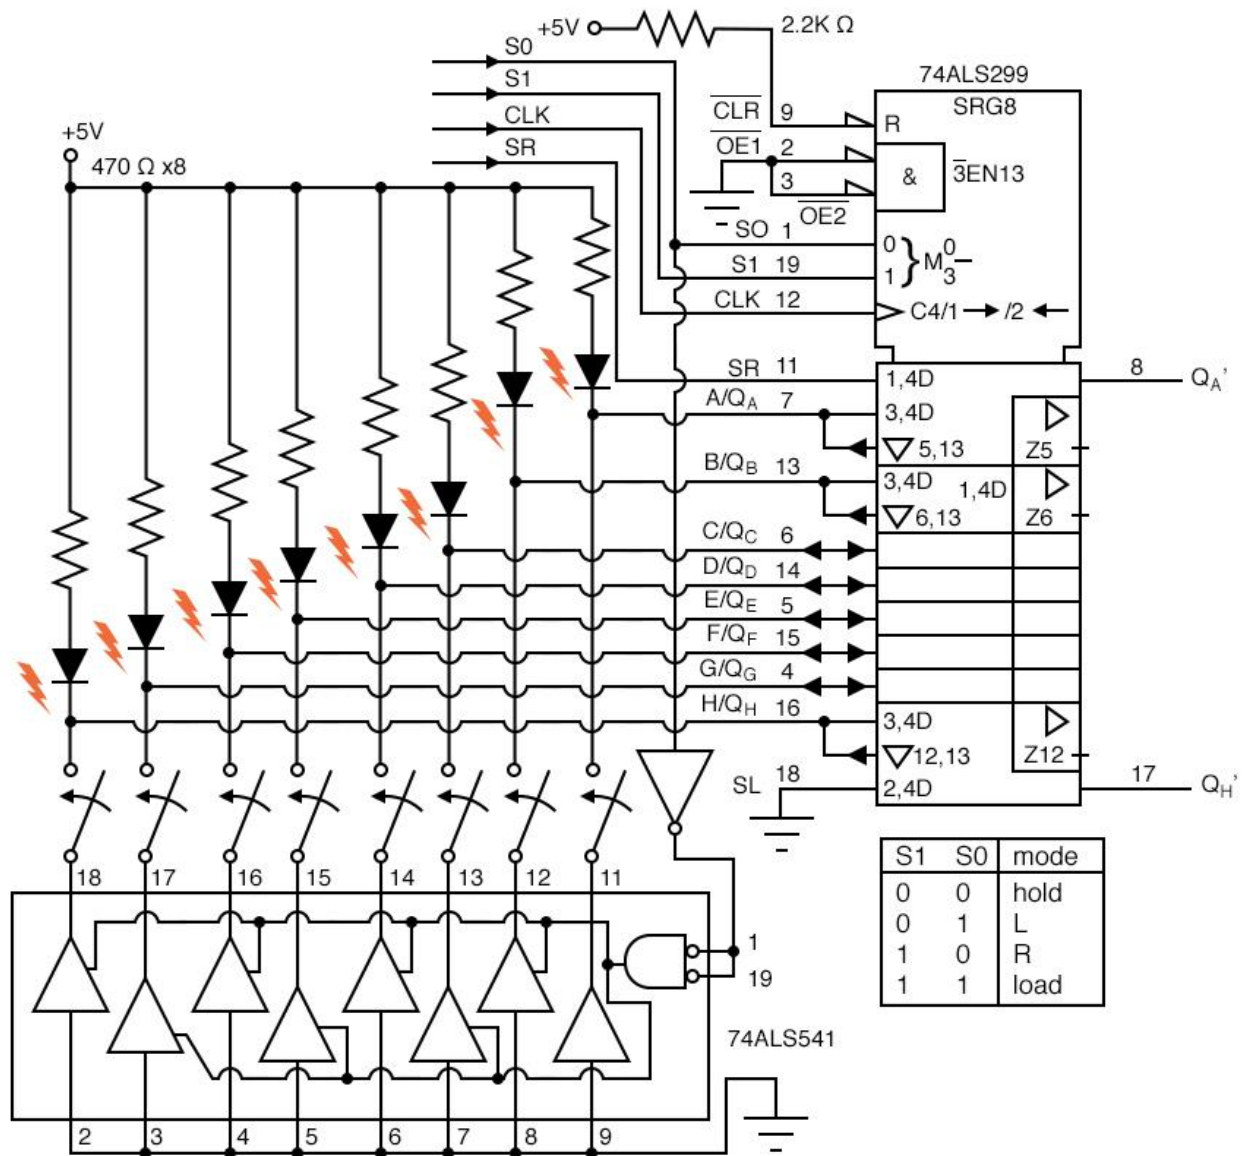 +5V
2.2K Ω
S0
S1
CLK
SR
74ALS299
SRG8
+5V
470 Ω x8
CLR 9 R
OE1 2
& 3EN13
3
OE2
SO 1 0
S1 19 1 } M 0 3
CLK 12 C4/1 /2
SR 11 1,4D 8 QA'
A/QA 7 3,4D
5,13 Z5
B/QB 13 3,4D 1,4D
6,13 Z6
C/QC 6
D/QD 14
E/QE 5
F/QF 15
G/QG 4
H/QH 16 3,4D
12,13 Z12
SL 18 2,4D 17 QH'
S1 S0 mode
0 0 hold
0 1 L
1 0 R
1 1 load
18 17 16 15 14 13 12 11
1
19
74ALS541
2 3 4 5 6 7 8 9